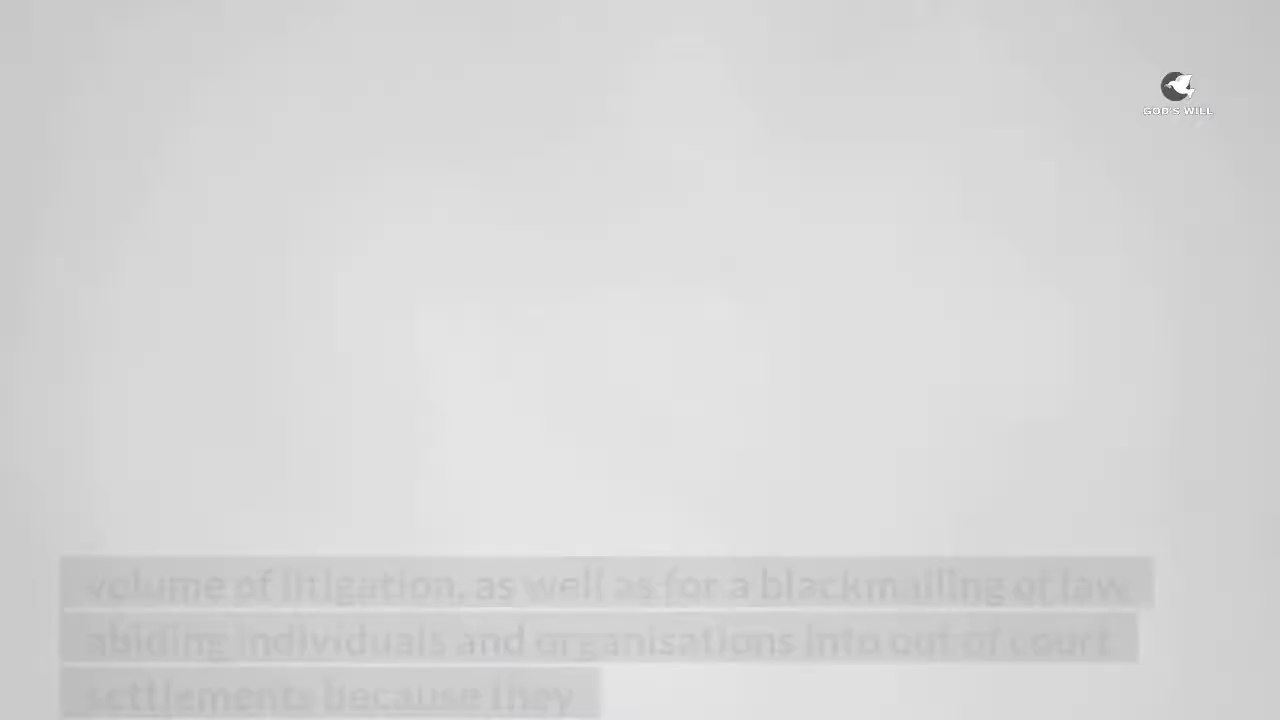 GOD'S WILL
volume of litigation, as well as for a blackmailing of law
abiding individuals and organisations into out of court
settlements because they